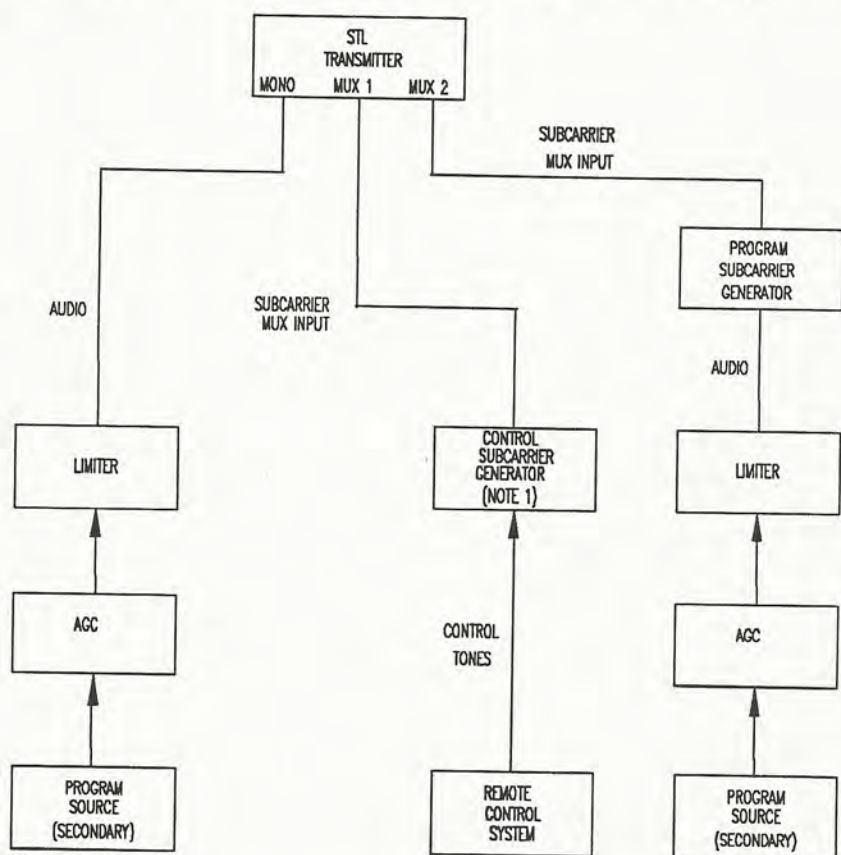 STL
TRANSMITTER
MONO MUX 1 MUX 2
SUBCARRIER
MUX INPUT
PROGRAM
SUBCARRIER
GENERATOR
AUDIO
SUBCARRIER
MUX INPUT
AUDIO
LIMITER
CONTROL
SUBCARRIER
GENERATOR
(NOTE 1)
LIMITER
AGC
CONTROL
TONES
AGC
PROGRAM
SOURCE
(SECONDARY)
REMOTE
CONTROL
SYSTEM
PROGRAM
SOURCE
(SECONDARY)